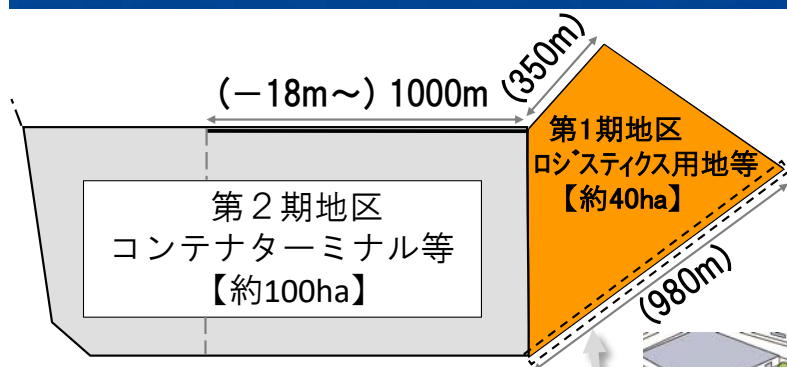 (－18m～) 1000m
(350m)
第1期地区
ロジスティクス用地等
【約40ha】
第２期地区
コンテナターミナル等
【約100ha】
(980m)